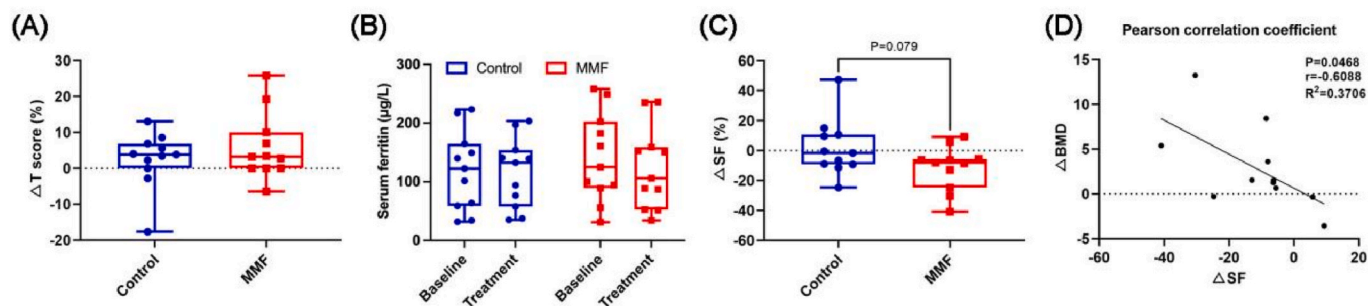 (A)
△T score (%)
30
20
10
0
-10
-20
Control
MMF
(B)
Serum ferritin (µg/L)
Control
MMF
300
200
150
100
50
0
Baseline
Treatment
Baseline
Treatment
(C)
△SF (%)
P=0.079
60
40
20
0
-20
-40
-60
Control
MMF
(D)
Pearson correlation coefficient
P=0.0468
r=-0.6088
R²=0.3706
△BMD
15
10
5
0
-5
-60
-40
-20
0
20
△SF